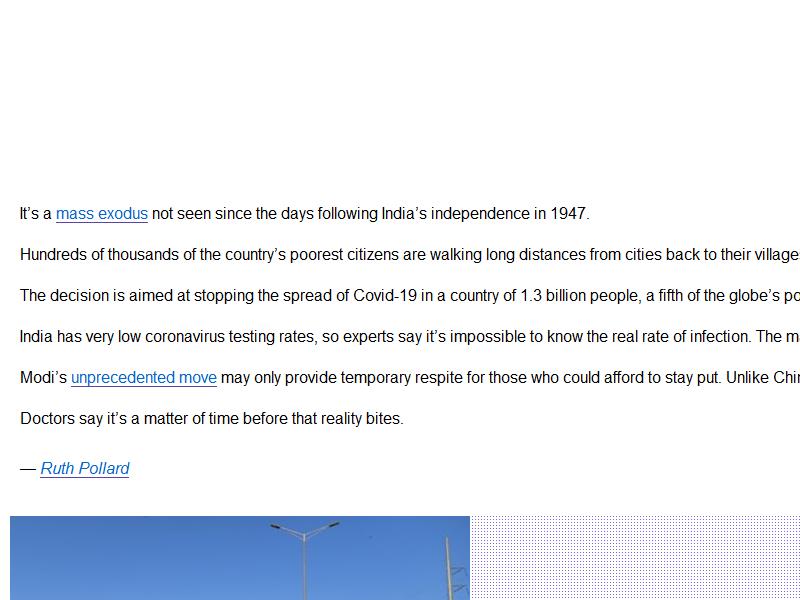 It’s a mass exodus not seen since the days following India’s independence in 1947.
Hundreds of thousands of the country’s poorest citizens are walking long distances from cities back to their
The decision is aimed at stopping the spread of Covid-19 in a country of 1.3 billion people, a fifth of the globe’s
India has very low coronavirus testing rates, so experts say it’s impossible to know the real rate of infection. The
Modi’s unprecedented move may only provide temporary respite for those who could afford to stay put. Unlike
Doctors say it’s a matter of time before that reality bites.
— Ruth Pollard